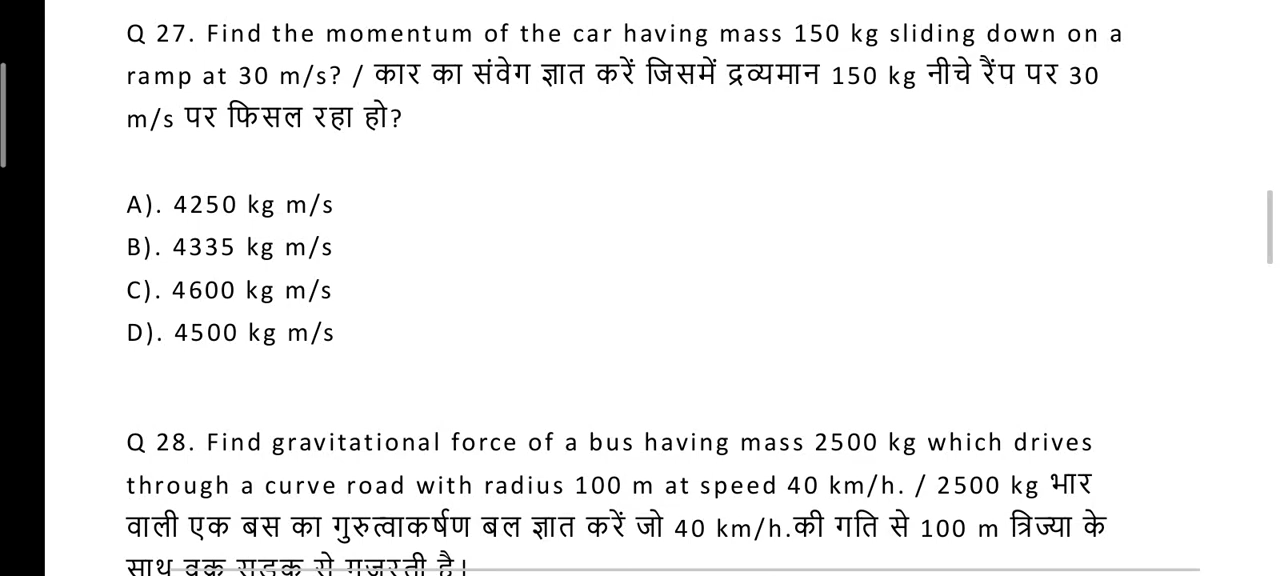 Q 27. Find the momentum of the car having mass 150 kg sliding down on a
ramp at 30 m/s? / कार का संवेग ज्ञात करें जिसमें द्रव्यमान 150 kg नीचे रैंप पर 30
m/s पर फिसल रहा हो?
A). 4250 kg m/s
B). 4335 kg m/s
C). 4600 kg m/s
D). 4500 kg m/s
Q 28. Find gravitational force of a bus having mass 2500 kg which drives
through a curve road with radius 100 m at speed 40 km/h. / 2500 kg भार
वाली एक बस का गुरुत्वाकर्षण बल ज्ञात करें जो 40 km/h.की गति से 100 m त्रिज्या के
साथ वक्र सड़क से गुजरती है।